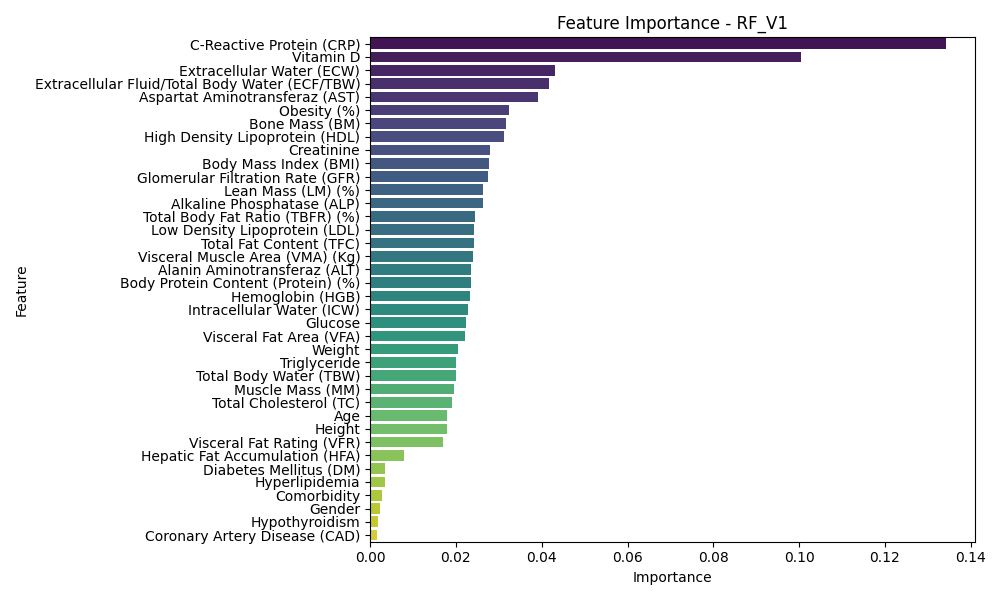 Feature Importance - RF_V1
C-Reactive Protein (CRP)
Vitamin D
Extracellular Water (ECW)
Extracellular Fluid/Total Body Water (ECF/TBW)
Aspartat Aminotransferaz (AST)
Obesity (%)
Bone Mass (BM)
High Density Lipoprotein (HDL)
Creatinine
Body Mass Index (BMI)
Glomerular Filtration Rate (GFR)
Lean Mass (LM) (%)
Alkaline Phosphatase (ALP)
Total Body Fat Ratio (TBFR) (%)
Low Density Lipoprotein (LDL)
Total Fat Content (TFC)
Visceral Muscle Area (VMA) (Kg)
Alanin Aminotransferaz (ALT)
Body Protein Content (Protein) (%)
Hemoglobin (HGB)
Intracellular Water (ICW)
Glucose
Visceral Fat Area (VFA)
Weight
Triglyceride
Total Body Water (TBW)
Muscle Mass (MM)
Total Cholesterol (TC)
Age
Height
Visceral Fat Rating (VFR)
Hepatic Fat Accumulation (HFA)
Diabetes Mellitus (DM)
Hyperlipidemia
Comorbidity
Gender
Hypothyroidism
Coronary Artery Disease (CAD)
Feature
0.00 0.02 0.04 0.06 0.08 0.10 0.12 0.14
Importance